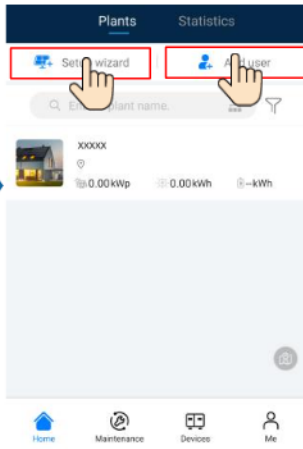 Plants Statistics
wizard user
plant name.
xxxxx
0.00kWp 0.00kWh --kWh
Home Maintenance Devices Me